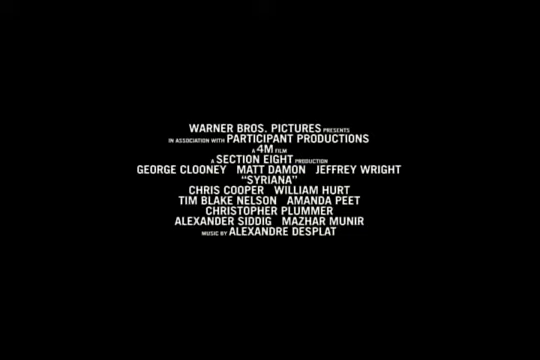 WARNER BROS. PICTURES PRESENTS
IN ASSOCIATION WITH PARTICIPANT PRODUCTIONS
A 4M FILM
A SECTION EIGHT PRODUCTION
GEORGE CLOONEY MATT DAMON JEFFREY WRIGHT
"SYRIANA"
CHRIS COOPER WILLIAM HURT
TIM BLAKE NELSON AMANDA PEET
CHRISTOPHER PLUMMER
ALEXANDER SIDDIG MAZHAR MUNIR
MUSIC BY ALEXANDRE DESPLAT